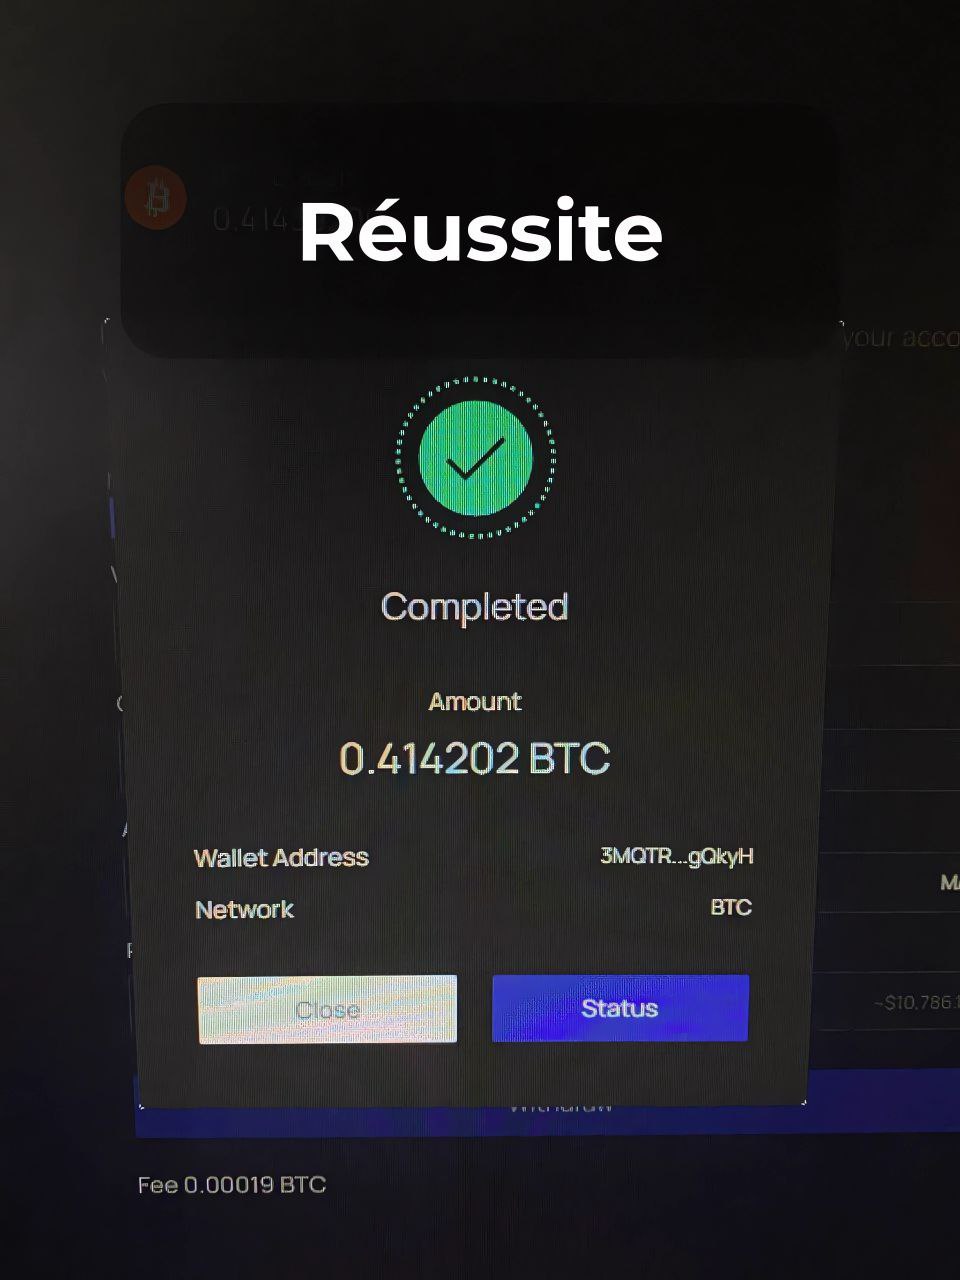 Réussite
your acco
Completed
Amount
0.414202 BTC
Wallet Address 3MQTR...gQkyH
Network BTC
Close Status
~$10,786.
Withdraw
Fee 0.00019 BTC